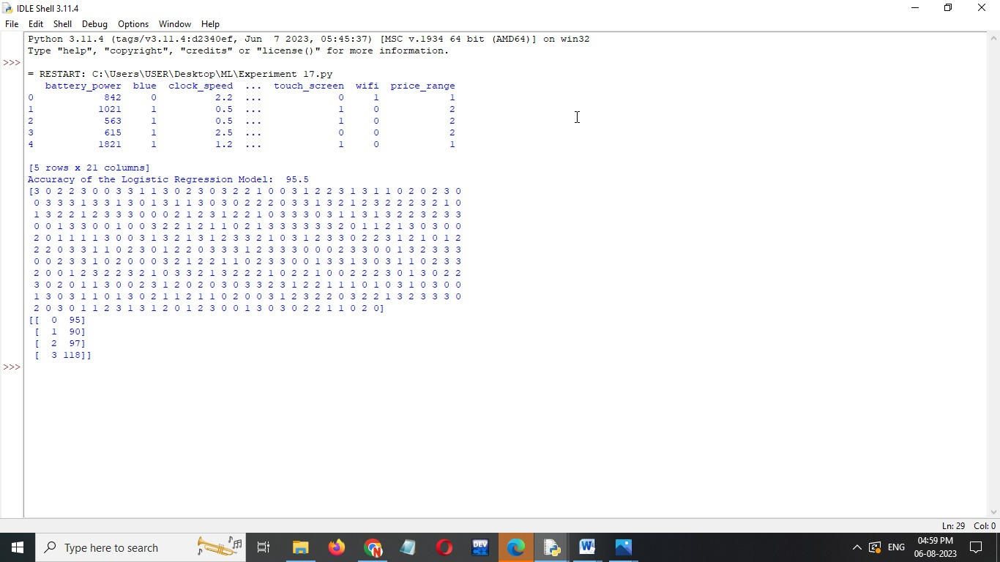 IDLE Shell 3.11.4
File Edit Shell Debug Options Window Help
Python 3.11.4 (tags/v3.11.4:d2340ef, Jun  7 2023, 05:45:37) [MSC v.1934 64 bit (AMD64)] on win32
Type "help", "copyright", "credits" or "license()" for more information.
>>>
= RESTART: C:\Users\USER\Desktop\ML\Experiment 17.py
   battery_power  blue  clock_speed  ...  touch_screen  wifi  price_range
0            842     0          2.2  ...             0     1            1
1           1021     1          0.5  ...             1     0            2
2            563     1          0.5  ...             1     0            2
3            615     1          2.5  ...             0     0            2
4           1821     1          1.2  ...             1     0            1
[5 rows x 21 columns]
Accuracy of the Logistic Regression Model:  95.5
[3 0 2 2 3 0 0 3 3 1 1 3 0 2 3 0 3 2 2 1 0 0 3 1 2 2 3 1 3 1 1 0 2 0 2 3 0
 0 3 3 3 1 3 3 1 3 0 1 3 1 1 3 0 3 0 2 2 2 0 3 3 1 3 2 1 2 3 2 2 2 3 2 1 0
 1 3 2 2 1 2 3 3 3 0 0 0 2 1 2 3 1 2 2 1 0 3 3 3 0 3 1 1 3 1 3 2 2 3 2 3 3
 0 0 1 3 3 0 0 1 0 0 3 2 2 1 2 1 1 0 2 1 3 3 3 3 3 3 2 0 1 1 2 1 3 0 3 0 0
 2 0 1 1 1 1 3 0 0 3 1 3 2 1 3 1 2 3 3 2 1 0 3 1 2 3 3 0 2 2 3 1 2 1 0 1 2
 2 2 0 3 3 1 1 0 2 3 0 1 2 2 0 3 3 3 1 2 3 3 3 0 0 0 2 3 3 0 0 1 3 2 3 3 3
 0 0 2 3 3 1 0 2 0 0 0 3 2 1 2 2 1 1 0 2 3 3 0 0 1 3 3 1 3 0 3 1 1 0 2 3 3
 2 0 0 1 2 3 2 2 3 2 1 0 3 3 2 1 3 2 2 2 1 0 2 2 1 0 0 2 2 2 3 0 1 3 0 2 2
 3 0 2 0 1 1 3 0 0 2 3 1 2 0 2 0 3 0 3 3 2 3 1 2 2 1 1 1 0 1 0 3 1 0 3 0 0
 1 3 0 3 1 1 0 1 3 0 2 1 1 2 1 1 0 2 0 0 3 1 2 3 2 2 0 3 2 2 1 3 2 3 3 3 0
 2 0 3 0 1 1 2 3 1 3 1 2 0 1 2 3 0 0 1 3 0 3 0 2 2 1 1 0 2 0]
[[  0  95]
 [  1  90]
 [  2  97]
 [  3 118]]
>>>
Ln: 29 Col: 0
Type here to search
DEV
ENG
04:59 PM
06-08-2023